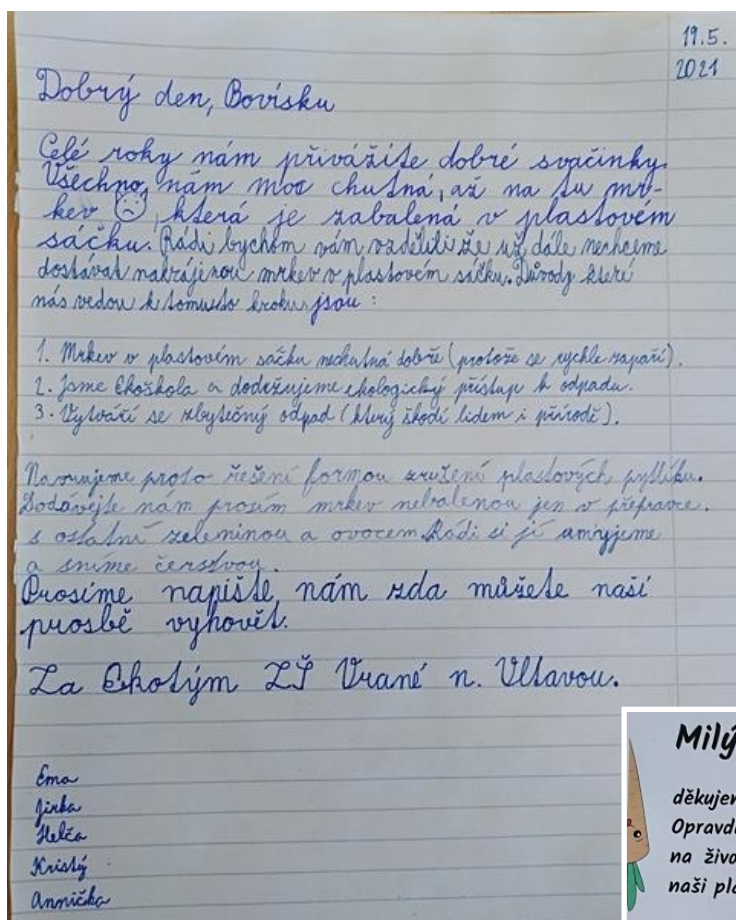 19.5.
2021
Dobrý den, Bovísku
Celé roky nám přivážíte dobré svačinky.
Všechno nám moc chutná, až na tu mr-
kev ☹, která je zabalená v plastovém
sáčku. Rádi bychom vám vzdělili že už dále nechceme
dostávat nakrájenou mrkev v plastovém sáčku. Důvody které
nás vedou k tomuto kroku jsou :
1. Mrkev v plastovém sáčku nechutná dobře (protože se rychle zapaří).
2. Jsme Ekoškola a dodržujeme ekologický přístup k odpadu.
3. Vytváří se zbytečný odpad (který škodí lidem i přírodě).
Navrhujeme proto řešení formou zrušení plastových pytlíku.
Dodávejte nám prosím mrkev nebalenou jen v přepravce.
s ostatní zeleninou a ovocem. Rádi si jí umyjeme
a sníme čerstvou.
Prosíme napište nám zda můžete naší
prosbě vyhovět.
Za Ekotým ZŠ Vrané n. Vltavou.
Ema
Jirka
Helča
Kristý
Annička
Milý
děkujem
Opravdu
na živo
naši pla